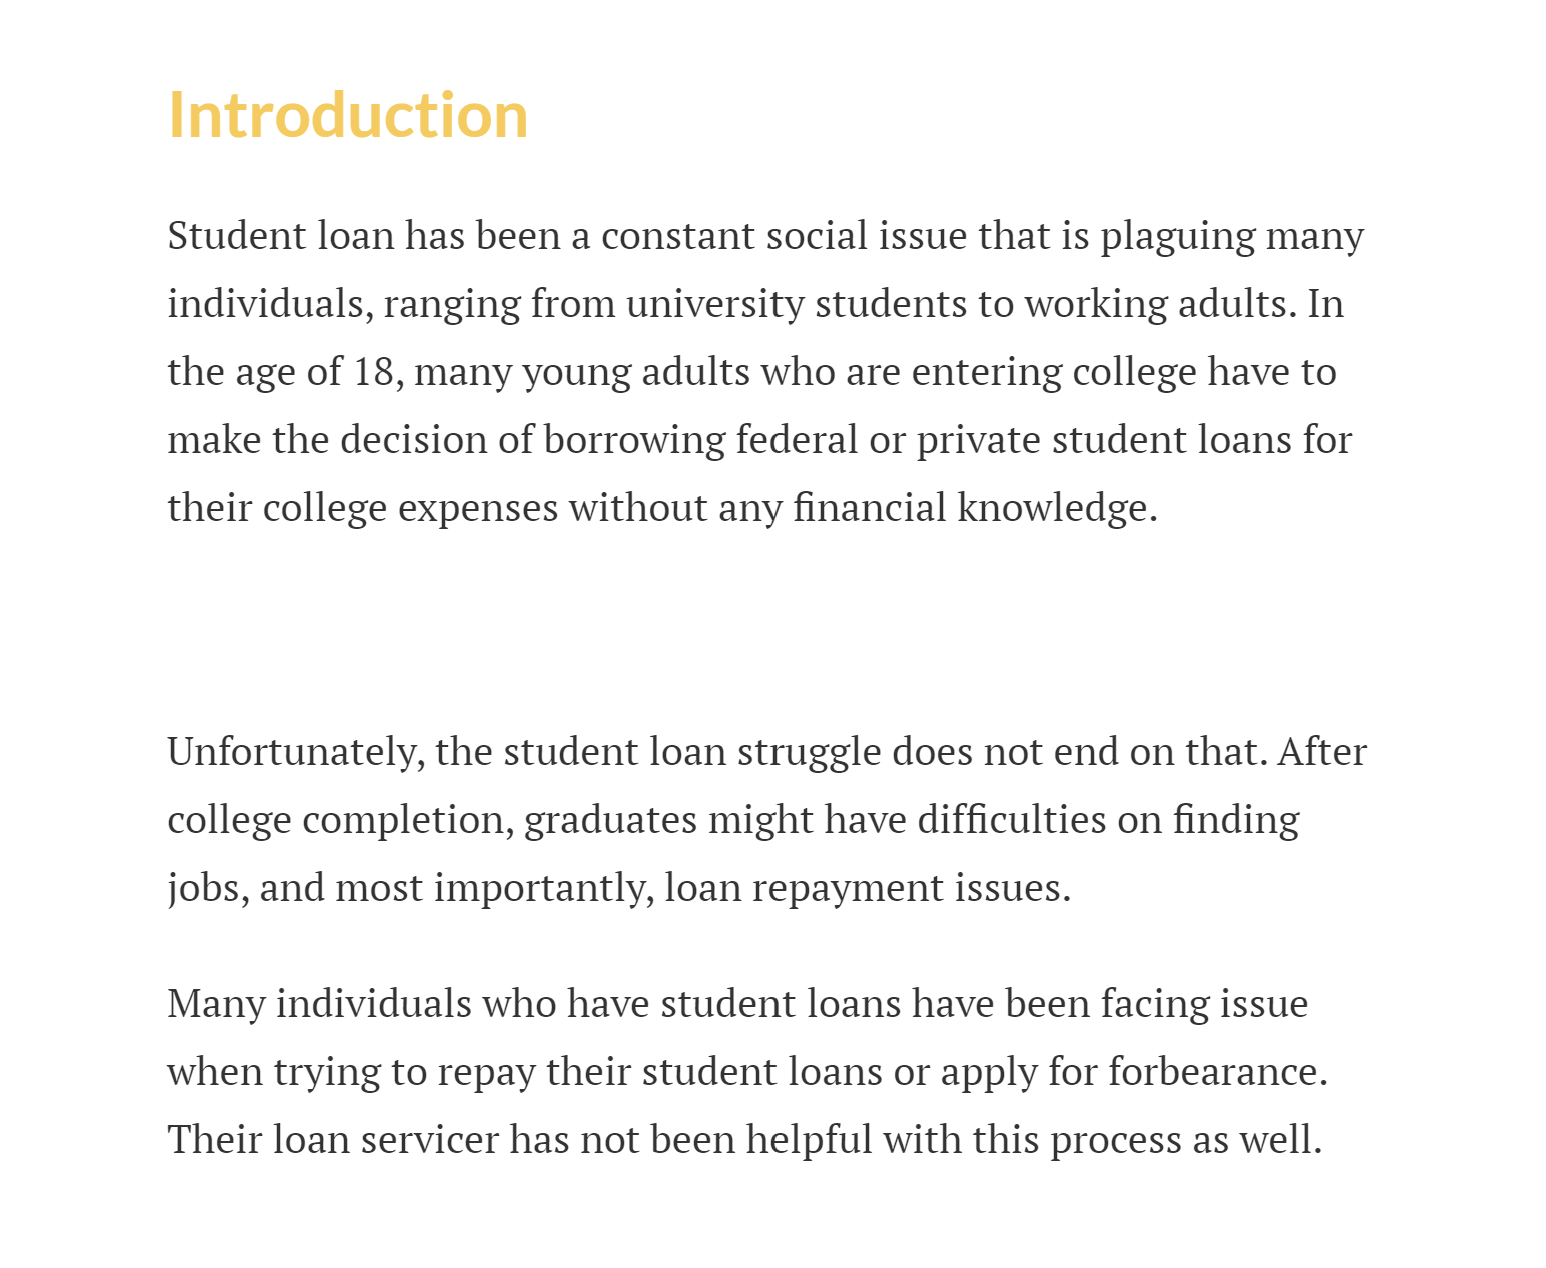 Introduction
Student loan has been a constant social issue that is plaguing many
individuals, ranging from university students to working adults. In
the age of 18, many young adults who are entering college have to
make the decision of borrowing federal or private student loans for
their college expenses without any financial knowledge.
Unfortunately, the student loan struggle does not end on that. After
college completion, graduates might have difficulties on finding
jobs, and most importantly, loan repayment issues.
Many individuals who have student loans have been facing issue
when trying to repay their student loans or apply for forbearance.
Their loan servicer has not been helpful with this process as well.